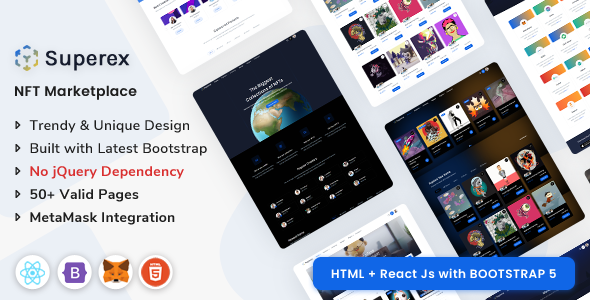 Superex
NFT Marketplace
Trendy & Unique Design
Built with Latest Bootstrap
No jQuery Dependency
50+ Valid Pages
MetaMask Integration
The Biggest
Collections of NFTs
HTML + React Js with BOOTSTRAP 5